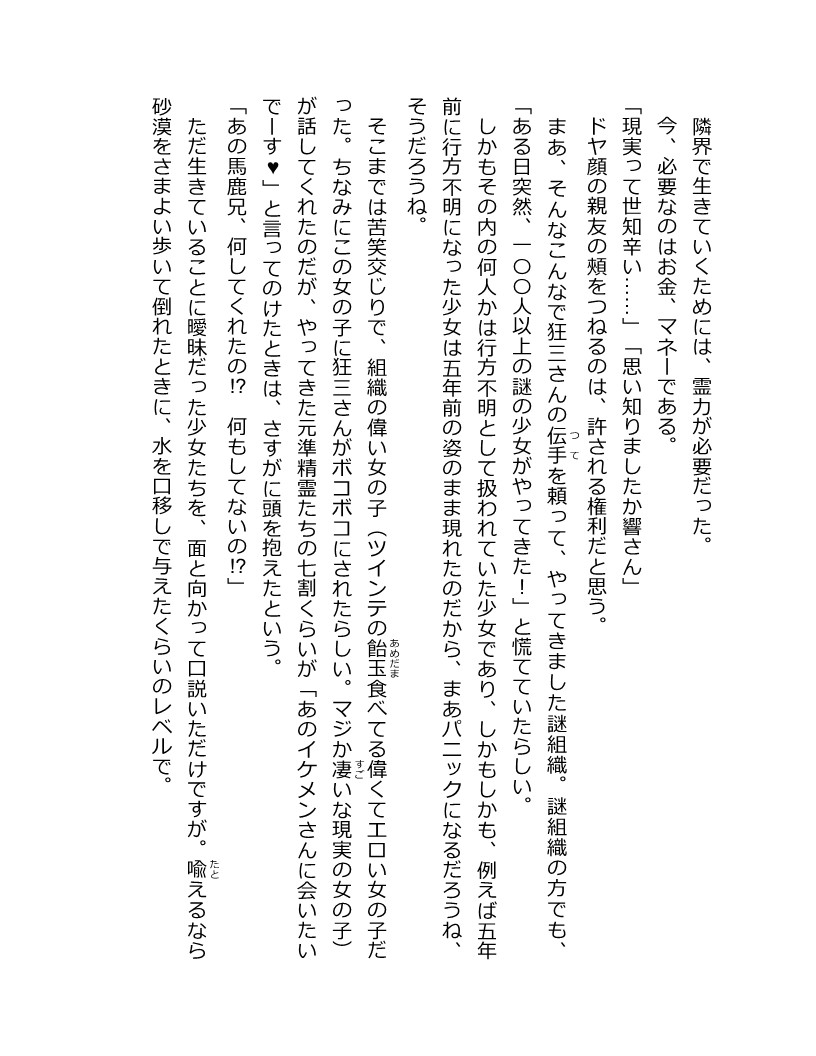 隣界で生きていくためには、霊力が必要だった。
今、必要なのはお金、マネーである。
「現実って世知辛い……」「思い知りましたか響さん」
ドヤ顔の親友の頰をつねるのは、許される権利だと思う。
まあ、そんなこんなで狂三さんの伝手を頼って、やってきました謎組織。謎組織の方でも、
「ある日突然、一〇〇人以上の謎の少女がやってきた！」と慌てていたらしい。
しかもその内の何人かは行方不明として扱われていた少女であり、しかもしかも、例えば五年
前に行方不明になった少女は五年前の姿のまま現れたのだから、まあパニックになるだろうね、
そうだろうね。
そこまでは苦笑交じりで、組織の偉い女の子（ツインテの飴玉食べてる偉くてエロい女の子だ
った。ちなみにこの女の子に狂三さんがボコボコにされたらしい。マジか凄いな現実の女の子）
が話してくれたのだが、やってきた元準精霊たちの七割くらいが「あのイケメンさんに会いたい
でーす♥」と言ってのけたときは、さすがに頭を抱えたという。
「あの馬鹿兄、何してくれたの⁉　何もしてないの⁉」
ただ生きていることに曖昧だった少女たちを、面と向かって口説いただけですが。喩えるなら
砂漠をさまよい歩いて倒れたときに、水を口移しで与えたくらいのレベルで。